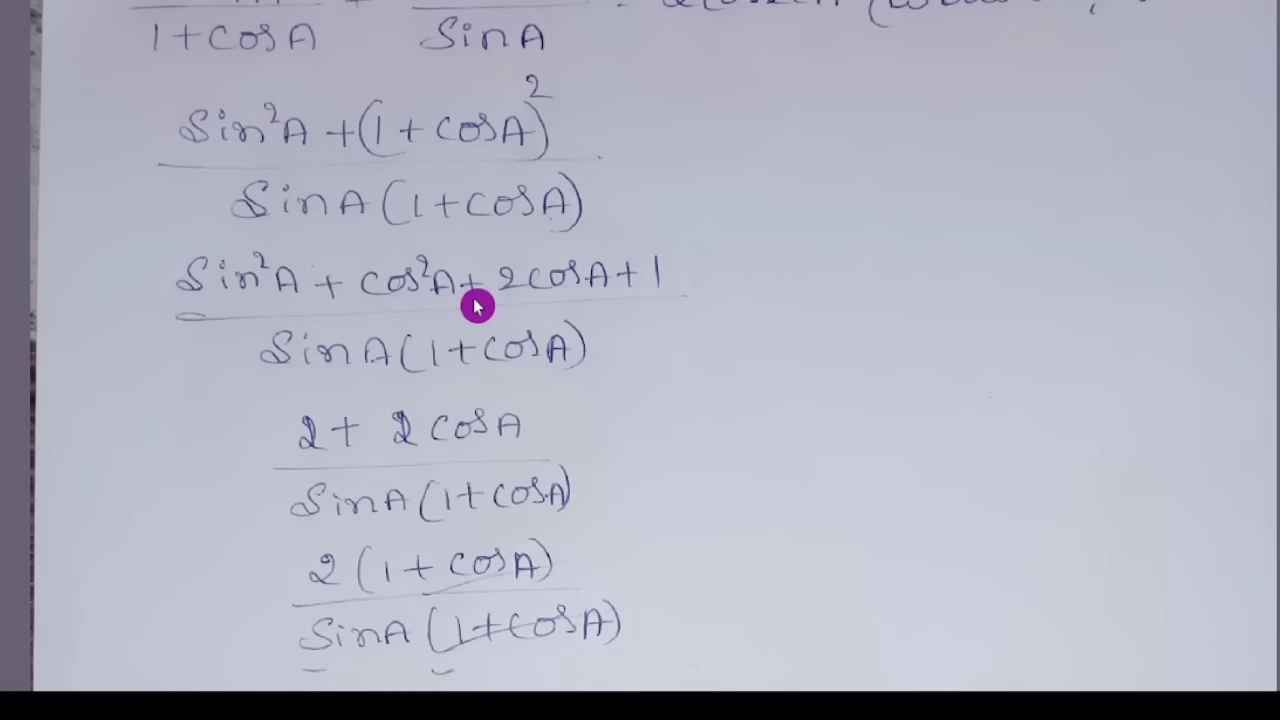 1+cosA   SinA
Sin²A + (1 + cosA)²
SinA (1+cosA)
Sin²A + cos²A + 2cosA + 1
SinA (1+cosA)
2 + 2cosA
SinA (1+cosA)
2 (1 + cosA)
SinA (1+cosA)